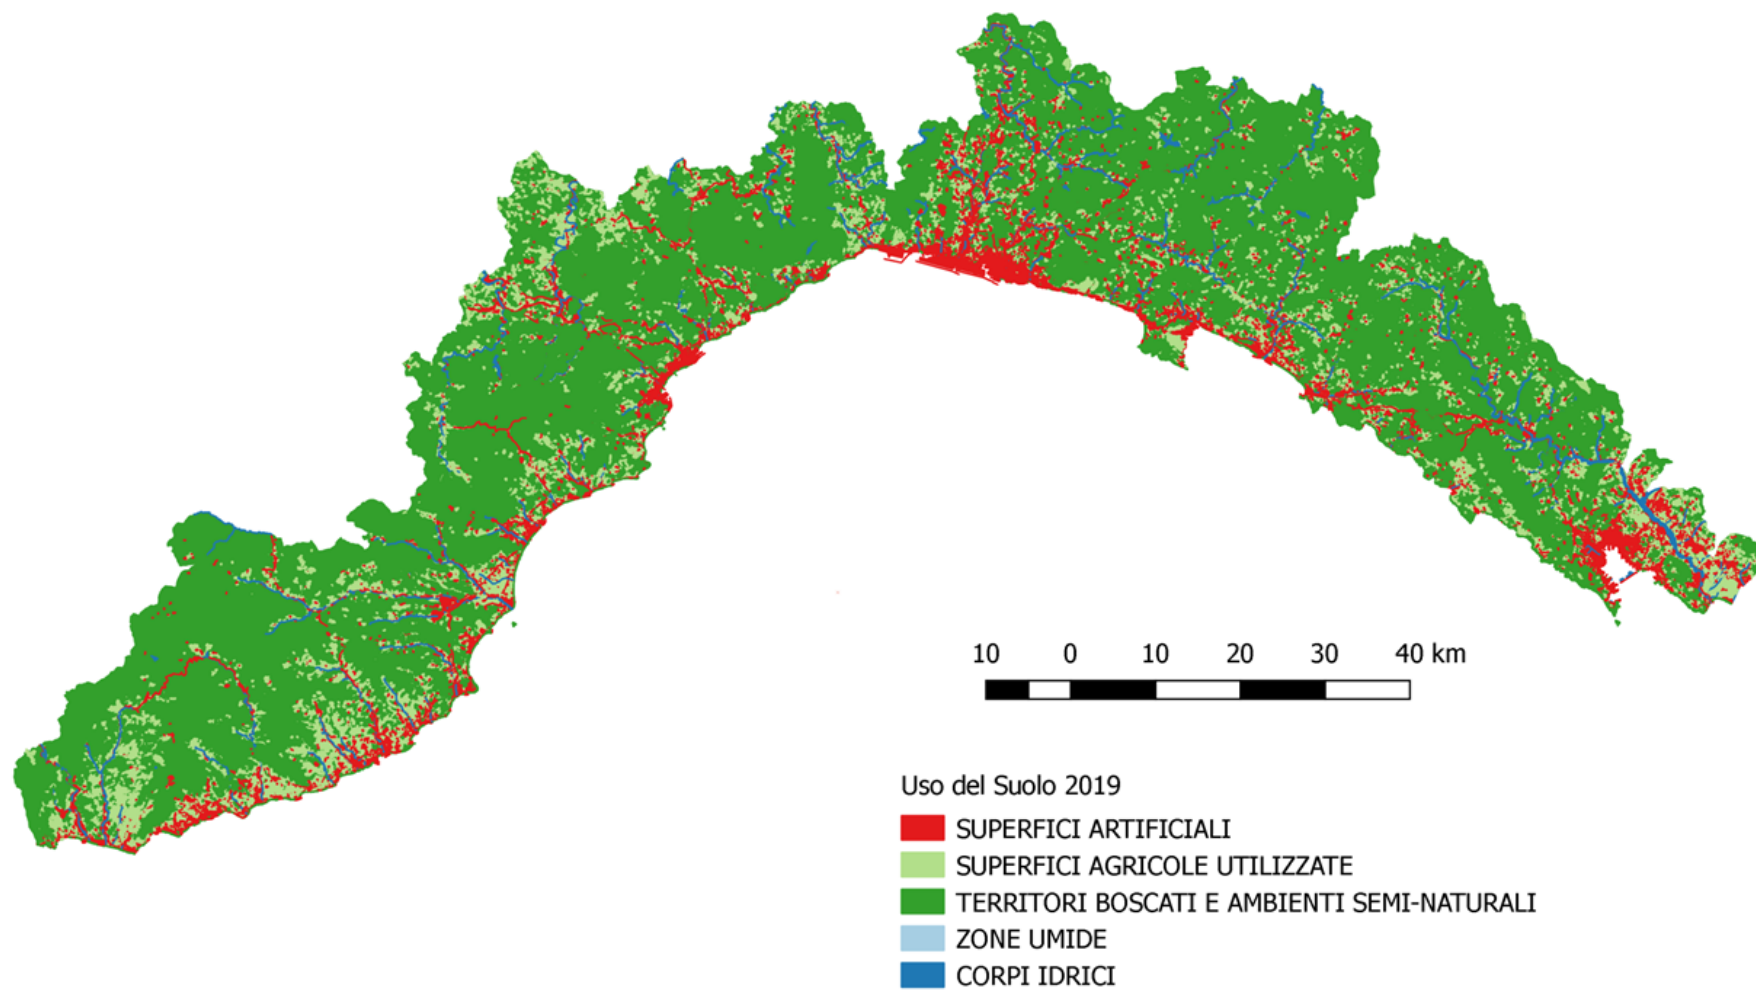 10 0 10 20 30 40 km
Uso del Suolo 2019
SUPERFICI ARTIFICIALI
SUPERFICI AGRICOLE UTILIZZATE
TERRITORI BOSCATI E AMBIENTI SEMI-NATURALI
ZONE UMIDE
CORPI IDRICI